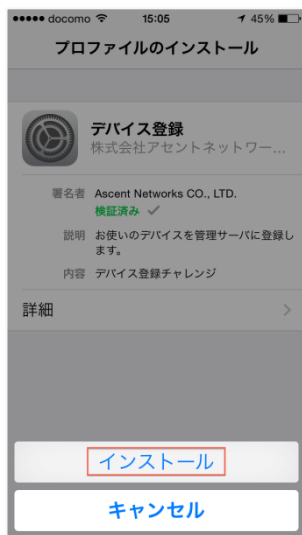 ●●●●● docomo 15:05 45%
プロファイルのインストール
デバイス登録
株式会社アセントネットワー...
署名者 Ascent Networks CO., LTD.
検証済み ✓
説明 お使いのデバイスを管理サーバに登録し
ます。
内容 デバイス登録チャレンジ
詳細 >
インストール
キャンセル